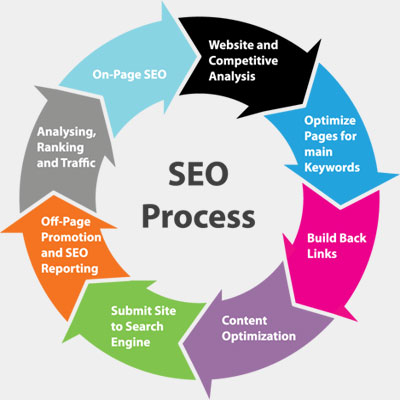 SEO
Process
Website and
Competitive
Analysis
Optimize
Pages for
main
Keywords
Build Back
Links
Content
Optimization
Submit Site
to Search
Engine
Off-Page
Promotion
and SEO
Reporting
Analysing,
Ranking
and Traffic
On-Page SEO